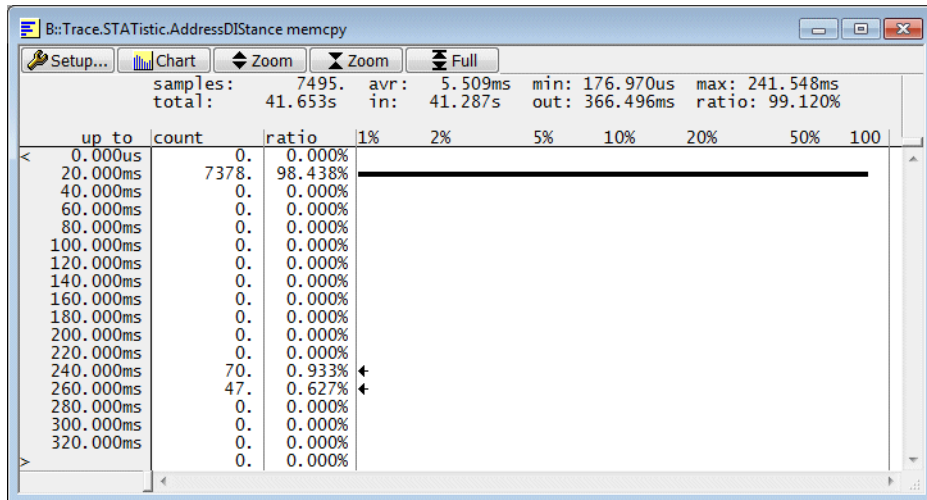 B::Trace.STATistic.AddressDIStance memcpy
Setup... Chart Zoom Zoom Full
samples: 7495. avr: 5.509ms min: 176.970us max: 241.548ms
total: 41.653s in: 41.287s out: 366.496ms ratio: 99.120%
up to count ratio 1% 2% 5% 10% 20% 50% 100
< 0.000us 0. 0.000%
20.000ms 7378. 98.438%
40.000ms 0. 0.000%
60.000ms 0. 0.000%
80.000ms 0. 0.000%
100.000ms 0. 0.000%
120.000ms 0. 0.000%
140.000ms 0. 0.000%
160.000ms 0. 0.000%
180.000ms 0. 0.000%
200.000ms 0. 0.000%
220.000ms 0. 0.000%
240.000ms 70. 0.933%
260.000ms 47. 0.627%
280.000ms 0. 0.000%
300.000ms 0. 0.000%
320.000ms 0. 0.000%
> 0. 0.000%